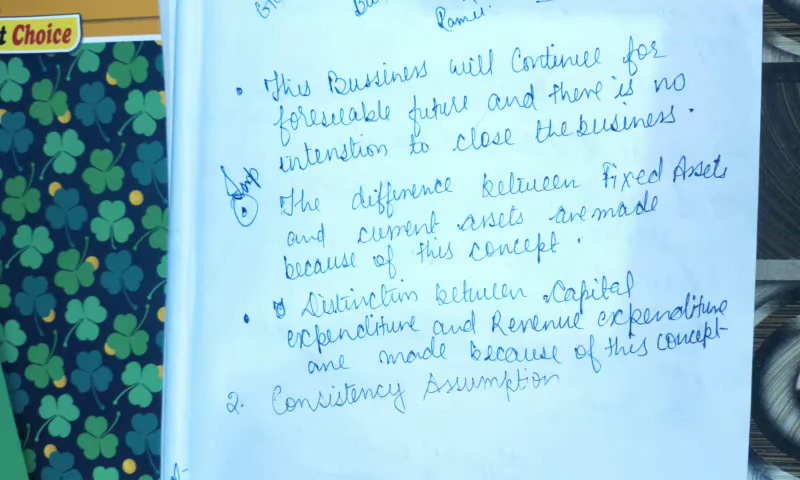 t Choice
Ramu.
• This Bussiness will Continue for
foreseeable future and there is no
intenstion to close the business.
Imp
• The difference between Fixed Assets
and current assets are made
because of this concept.
• Distinction between Capital
expenditure and Revenue expenditure
are made because of this concept
2. Consistency Assumption